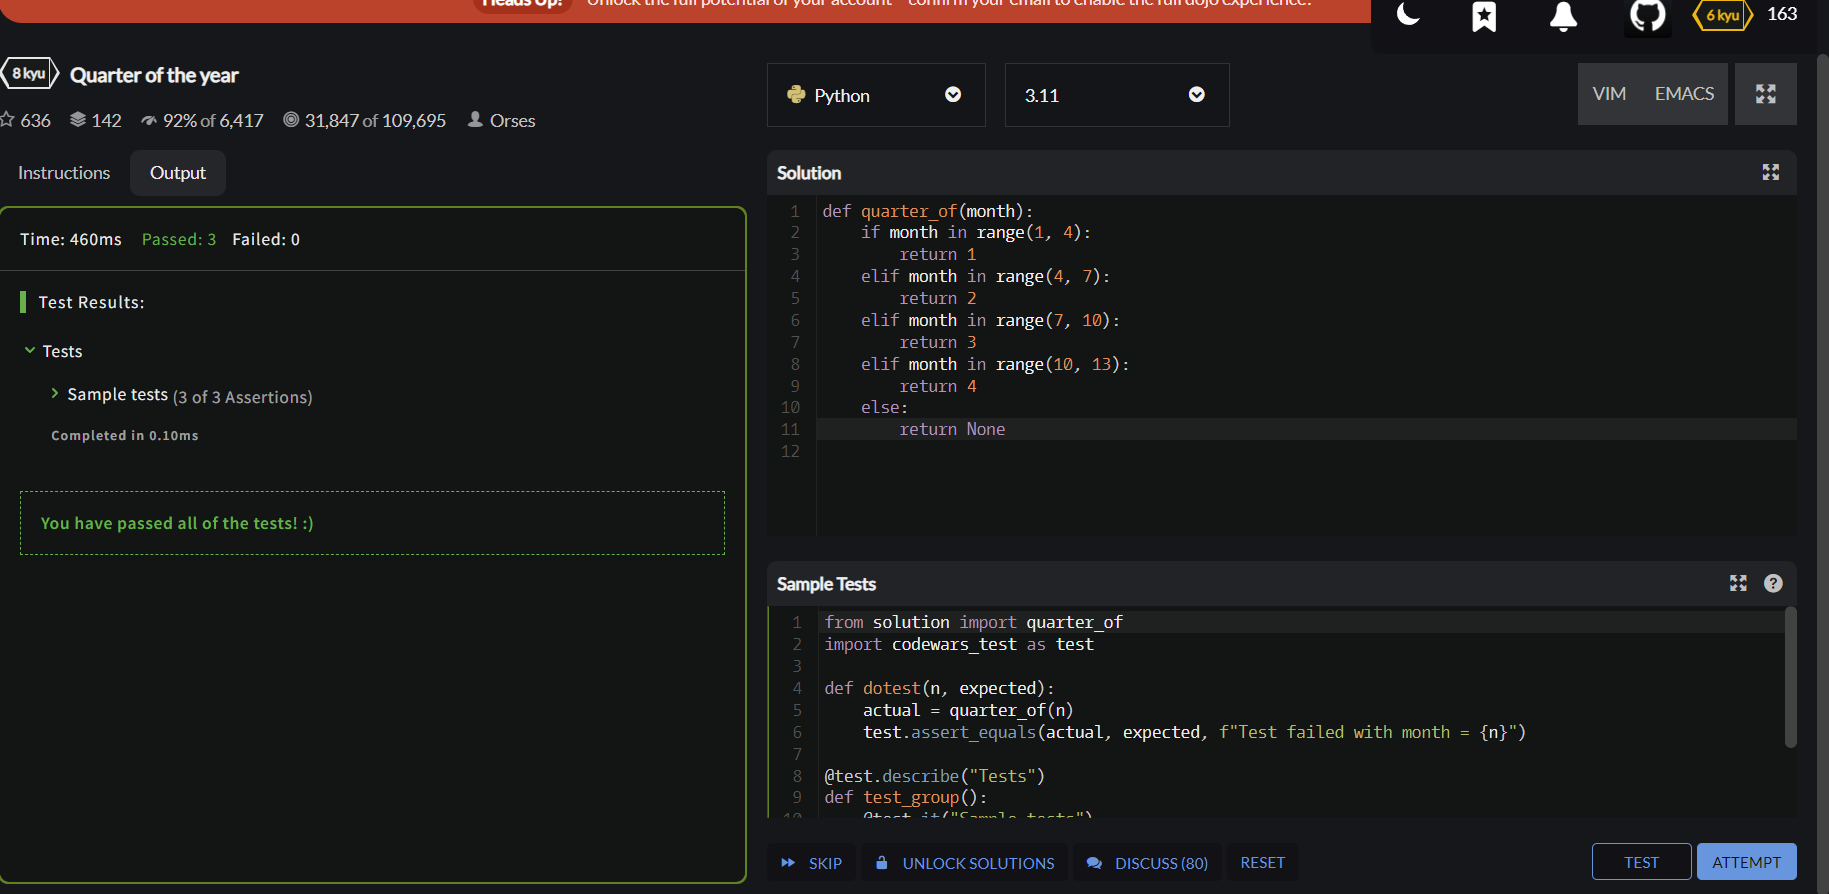 Heads Up! Unlock the full potential of your account - confirm your email to enable the full dojo experience.
6 kyu 163
8 kyu Quarter of the year
636 142 92% of 6,417 31,847 of 109,695 Orses
Instructions Output
Time: 460ms Passed: 3 Failed: 0
Test Results:
Tests
Sample tests (3 of 3 Assertions)
Completed in 0.10ms
You have passed all of the tests! :)
Python 3.11 VIM EMACS
Solution
1 def quarter_of(month):
2     if month in range(1, 4):
3         return 1
4     elif month in range(4, 7):
5         return 2
6     elif month in range(7, 10):
7         return 3
8     elif month in range(10, 13):
9         return 4
10     else:
11         return None
12
Sample Tests
1 from solution import quarter_of
2 import codewars_test as test
3
4 def dotest(n, expected):
5     actual = quarter_of(n)
6     test.assert_equals(actual, expected, f"Test failed with month = {n}")
7
8 @test.describe("Tests")
9 def test_group():
10     @test.it("Sample tests")
SKIP UNLOCK SOLUTIONS DISCUSS (80) RESET TEST ATTEMPT